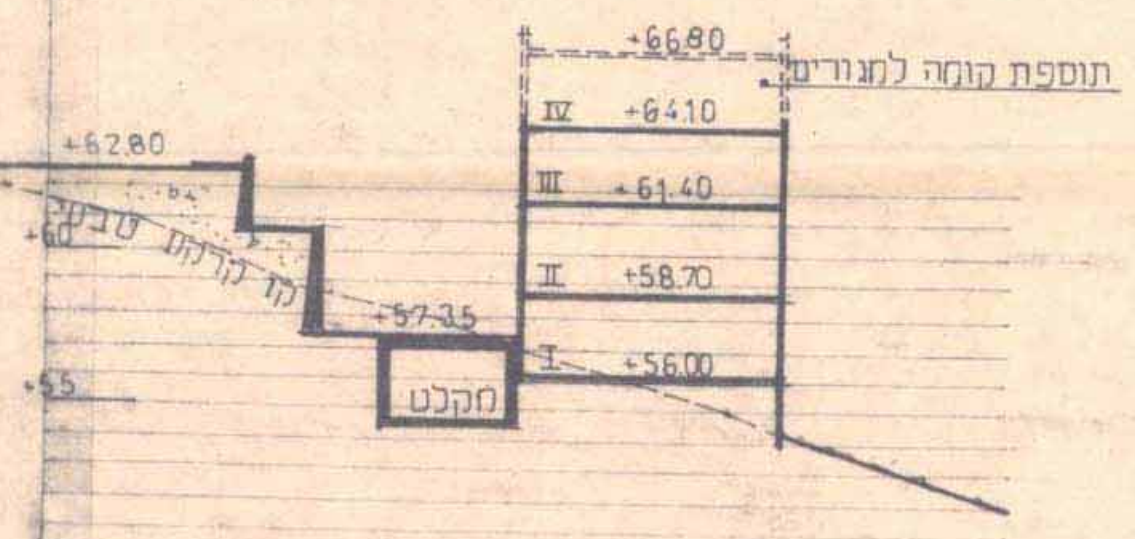 +66.80
תוספת קומה למגורים
IV +64.10
+62.80
III +61.40
+60
קו קרקע טבעי
II +58.70
+57.35
I +56.00
+55
מקלט